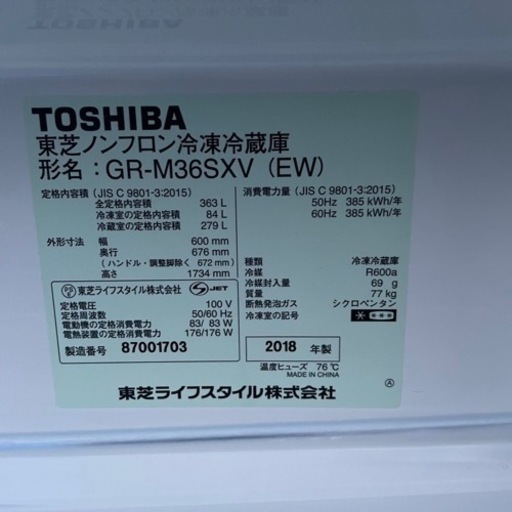 TOSHIBA
東芝ノンフロン冷凍冷蔵庫
形名：GR-M36SXV (EW)
定格内容積 (JIS C 9801-3:2015)
全定格内容積 363 L
冷凍室の定格内容積 84 L
冷蔵室の定格内容積 279 L
外形寸法 幅 600 mm
奥行 676 mm
(ハンドル・調整脚除く 672 mm)
高さ 1734 mm
消費電力量 (JIS C 9801-3:2015)
50Hz 385 kWh/年
60Hz 385 kWh/年
種類 冷凍冷蔵庫
冷媒 R600a
冷媒封入量 69 g
質量 77 kg
断熱発泡ガス シクロペンタン
冷凍室の記号
東芝ライフスタイル株式会社 JET
定格電圧 100 V
定格周波数 50/60 Hz
電動機の定格消費電力 83/ 83 W
電熱装置の定格消費電力 176/176 W
製造番号 87001703
2018 年製
温度ヒューズ 76℃
MADE IN CHINA
Ⓐ
東芝ライフスタイル株式会社